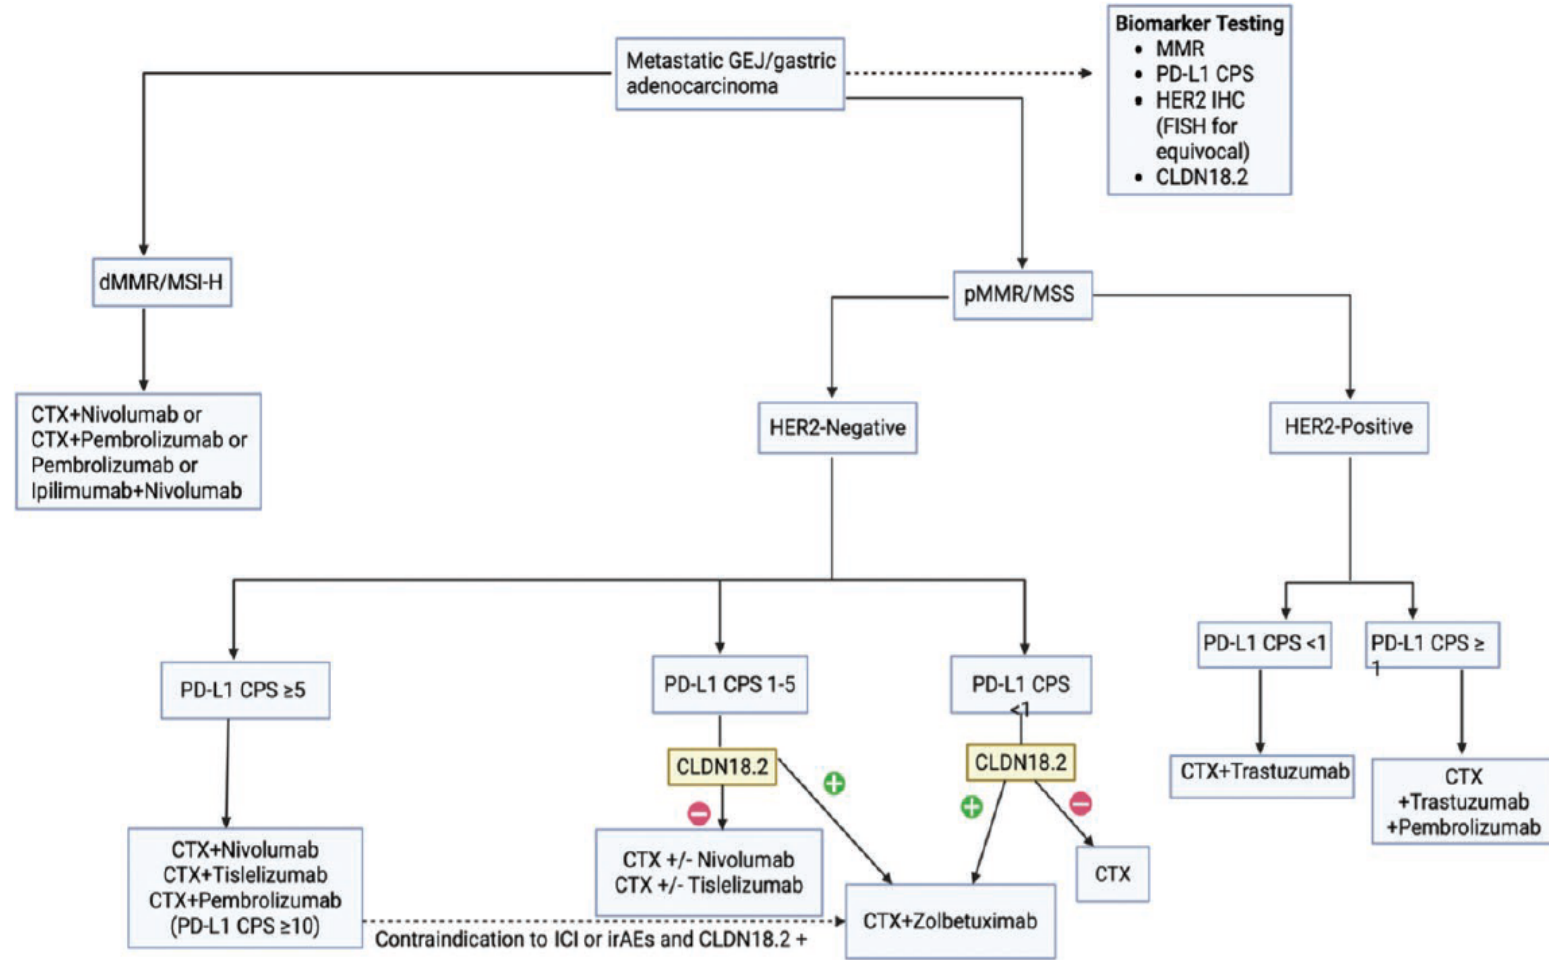 Metastatic GEJ/gastric
adenocarcinoma
Biomarker Testing
• MMR
• PD-L1 CPS
• HER2 IHC
(FISH for
equivocal)
• CLDN18.2
dMMR/MSI-H
pMMR/MSS
CTX+Nivolumab or
CTX+Pembrolizumab or
Pembrolizumab or
Ipilimumab+Nivolumab
HER2-Negative
HER2-Positive
PD-L1 CPS ≥5
PD-L1 CPS 1-5
PD-L1 CPS
<1
PD-L1 CPS <1
PD-L1 CPS ≥
1
CLDN18.2
CLDN18.2
CTX+Nivolumab
CTX+Tislelizumab
CTX+Pembrolizumab
(PD-L1 CPS ≥10)
CTX +/- Nivolumab
CTX +/- Tislelizumab
CTX+Zolbetuximab
CTX
CTX+Trastuzumab
CTX
+Trastuzumab
+Pembrolizumab
Contraindication to ICI or irAEs and CLDN18.2 +